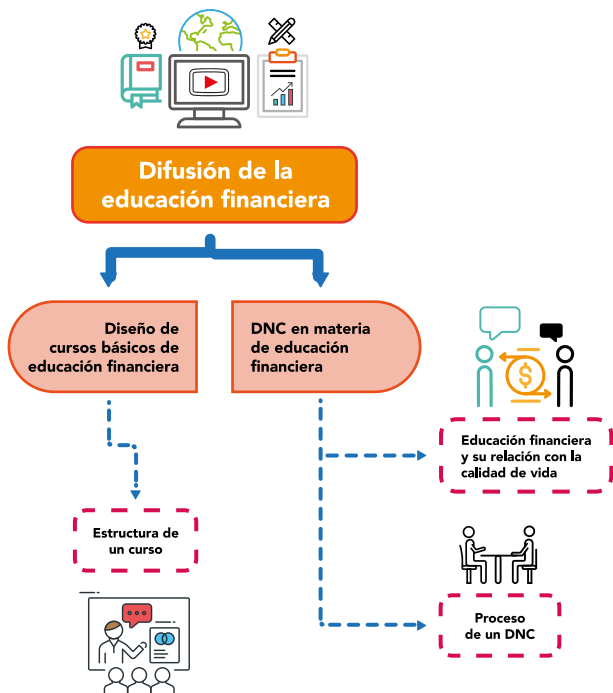 Difusión de la
educación financiera
Diseño de
cursos básicos de
educación financiera
DNC en materia
de educación
financiera
Educación financiera
y su relación con la
calidad de vida
Estructura de
un curso
Proceso
de un DNC